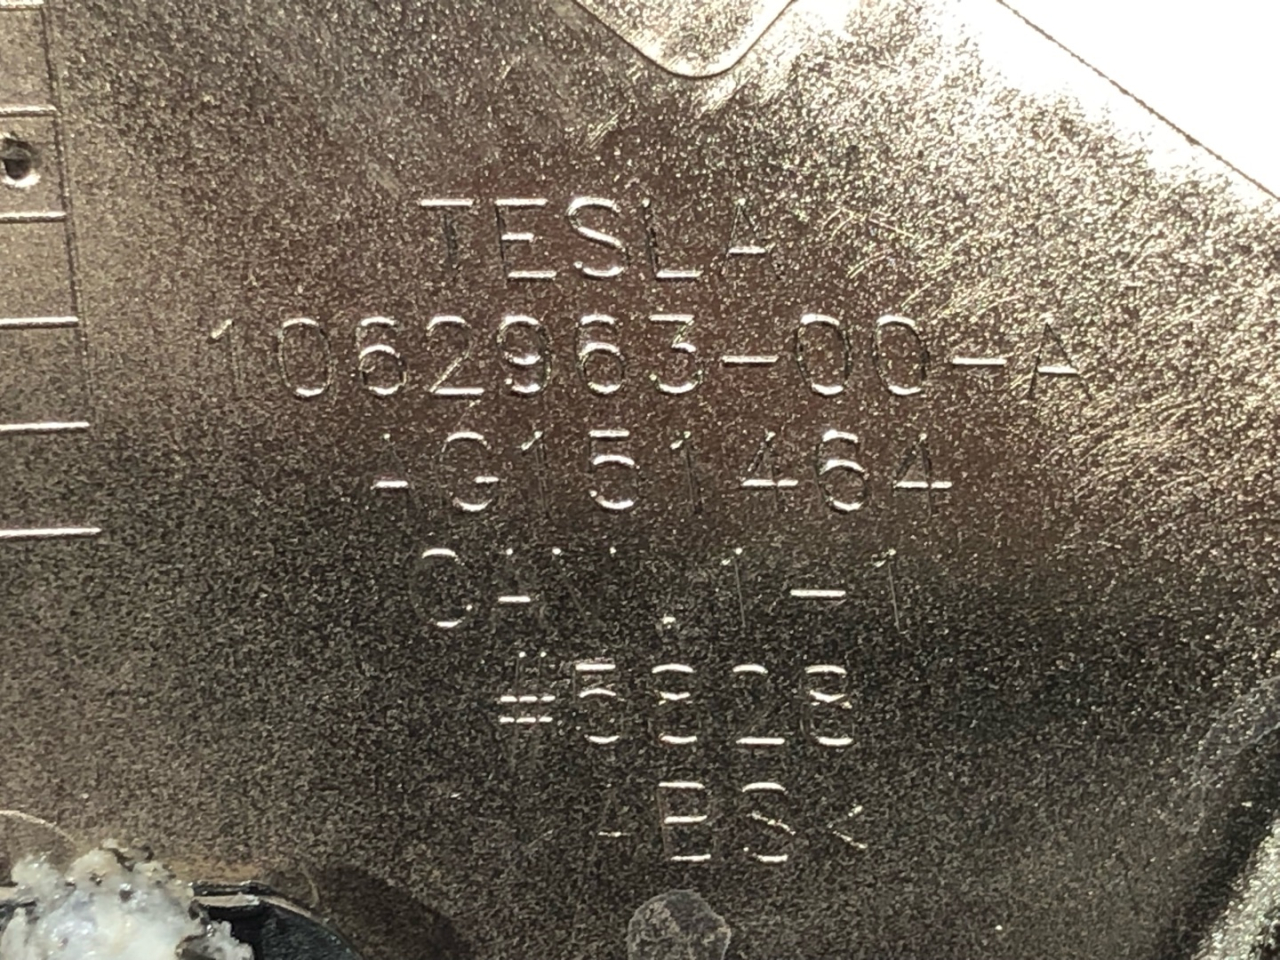 TESLA
1062963-00-A
AG151464
CAV.1-1
#5828
>ABS<